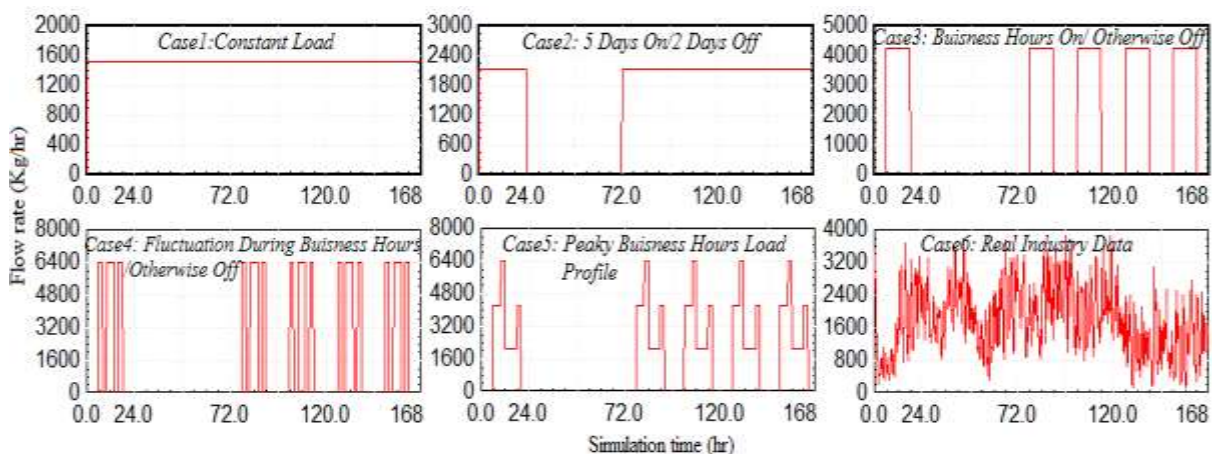 2000
1600
1200
800
400
0
Case1:Constant Load
0.0 24.0 72.0 120.0 168
3000
2400
1800
1200
600
0
Case2: 5 Days On/2 Days Off
0.0 24.0 72.0 120.0 168
5000
4000
3000
2000
1000
0
Case3: Buisness Hours On/ Otherwise Off
0.0 24.0 72.0 120.0 168
Flow rate (Kg/hr)
8000
6400
4800
3200
1600
0
Case4: Fluctuation During Buisness Hours
/Otherwise Off
0.0 24.0 72.0 120.0 168
8000
6400
4800
3200
1600
0
Case5: Peaky Buisness Hours Load
Profile
0.0 24.0 72.0 120.0 168
4000
3200
2400
1600
800
0
Case6: Real Industry Data
0.0 24.0 72.0 120.0 168
Simulation time (hr)